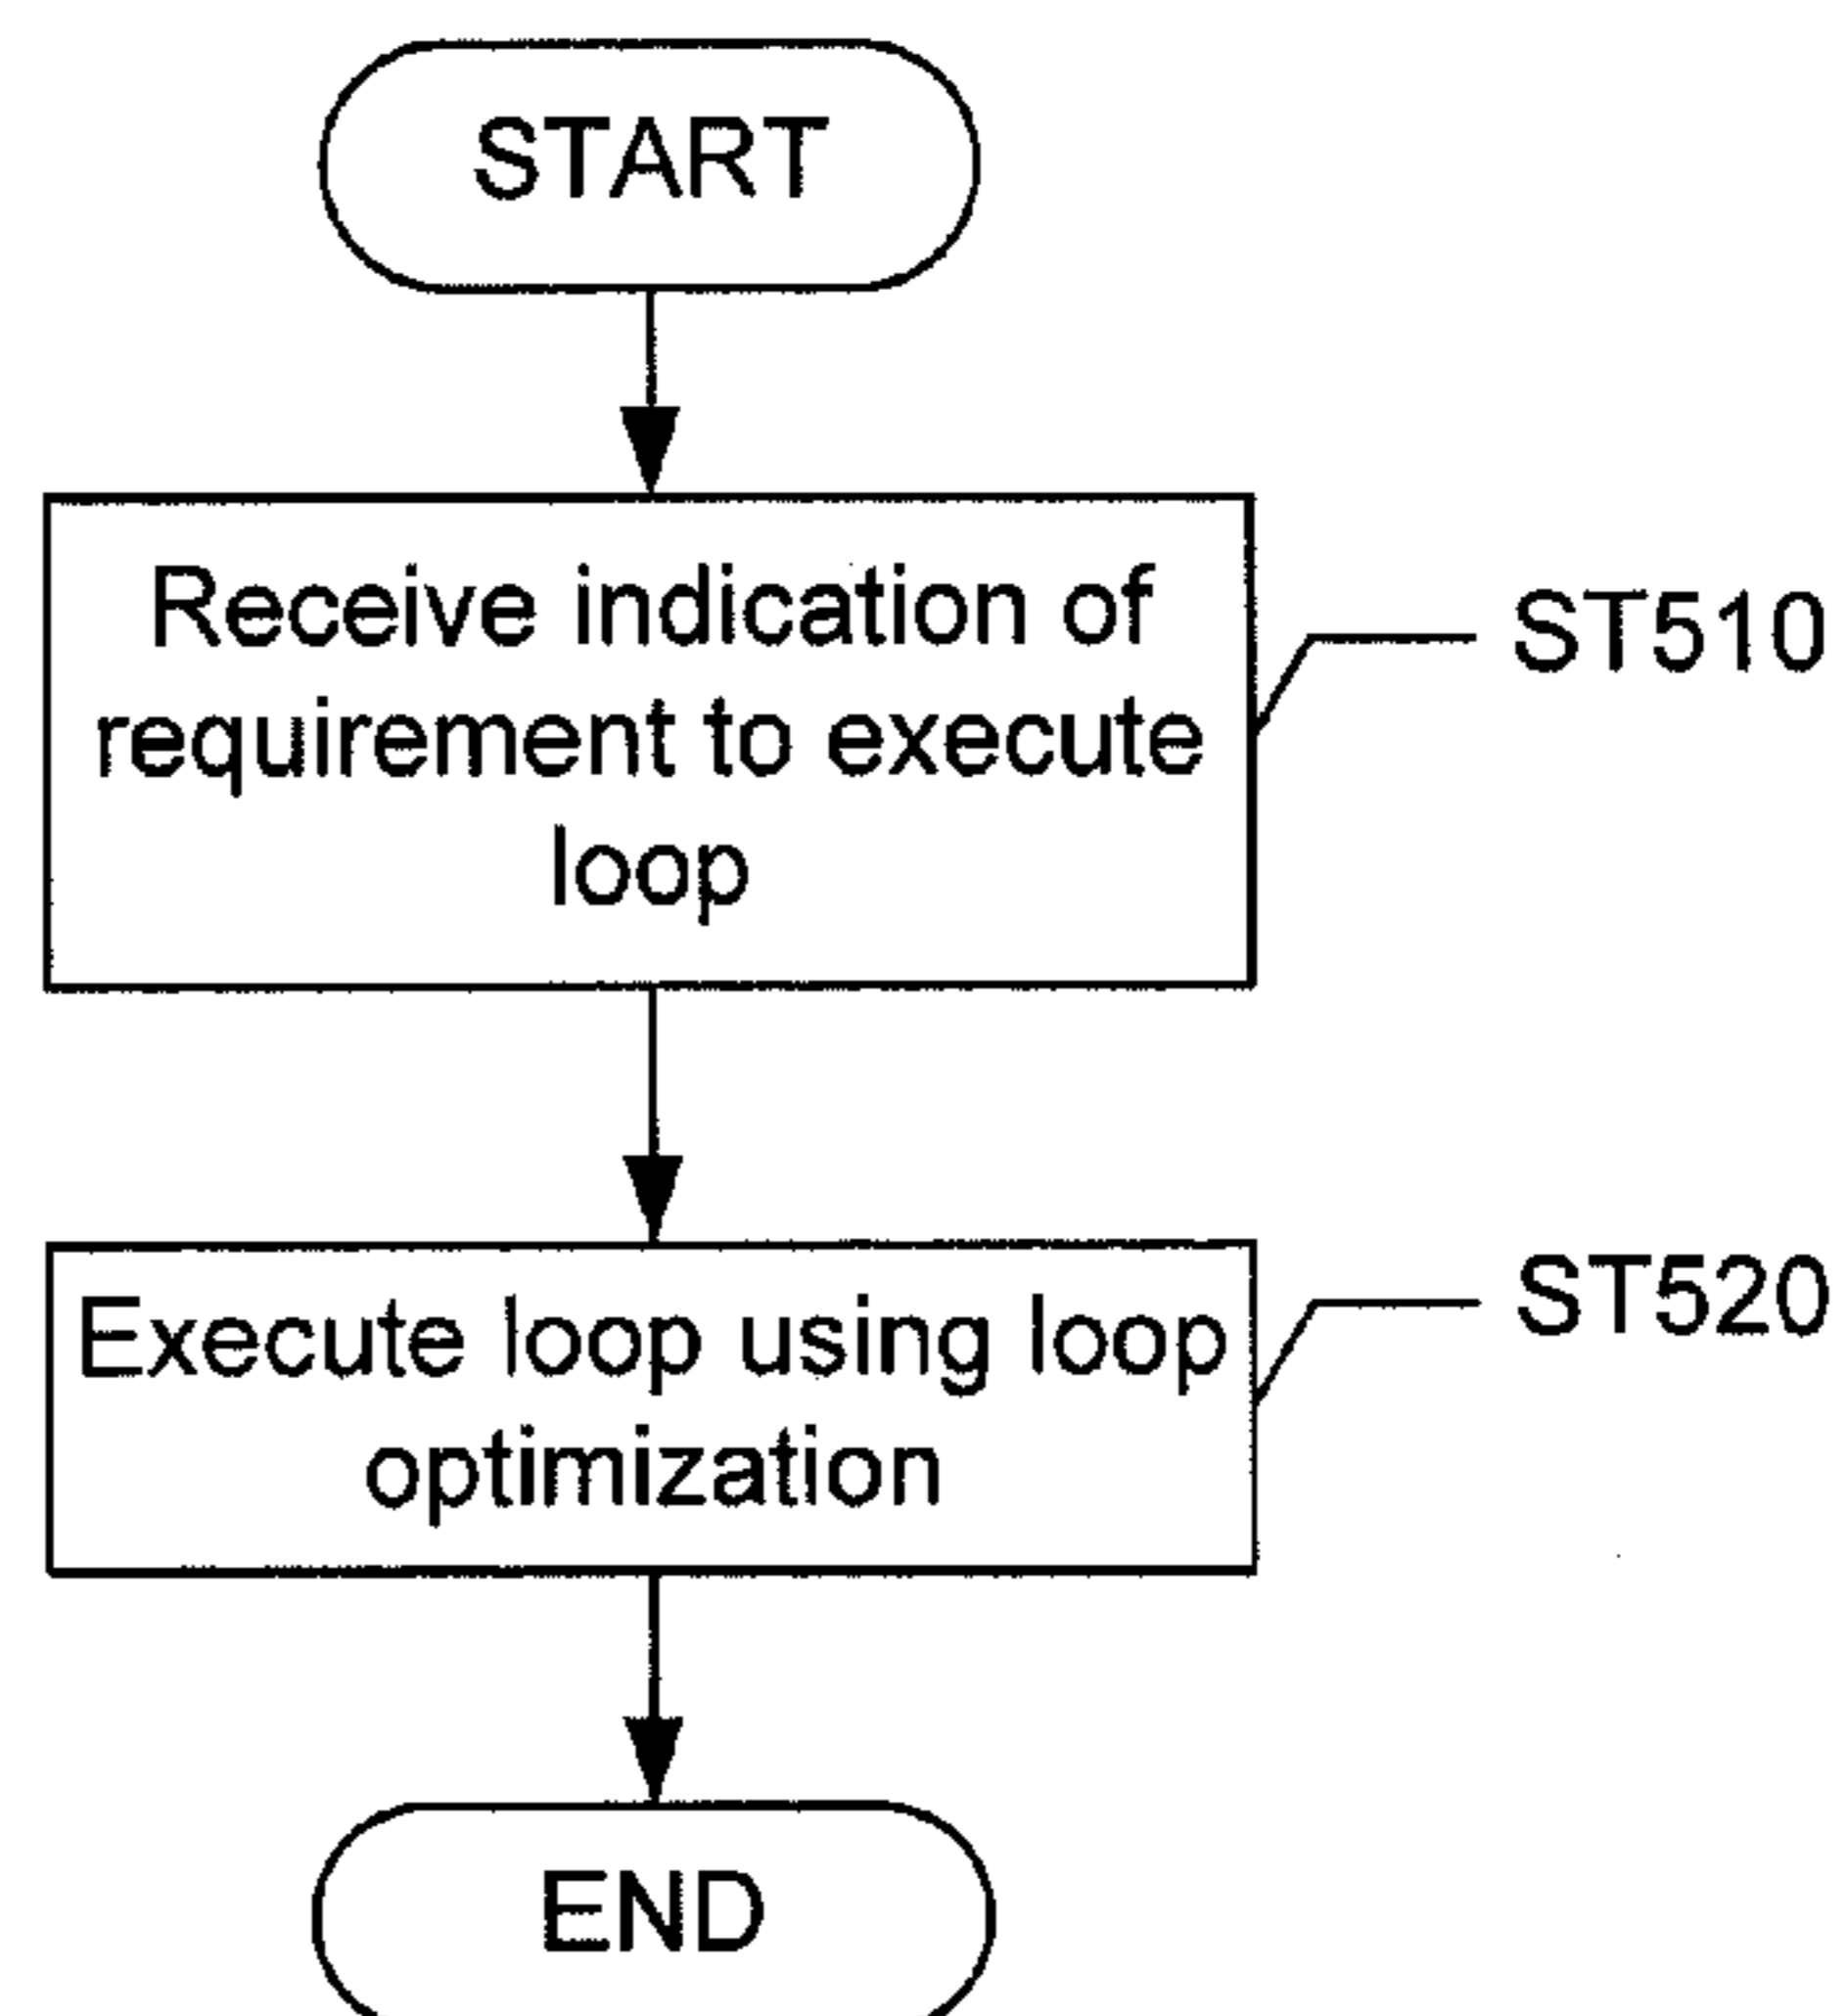 START
Receive indication of
requirement to execute
loop
ST510
Execute loop using loop
optimization
ST520
END